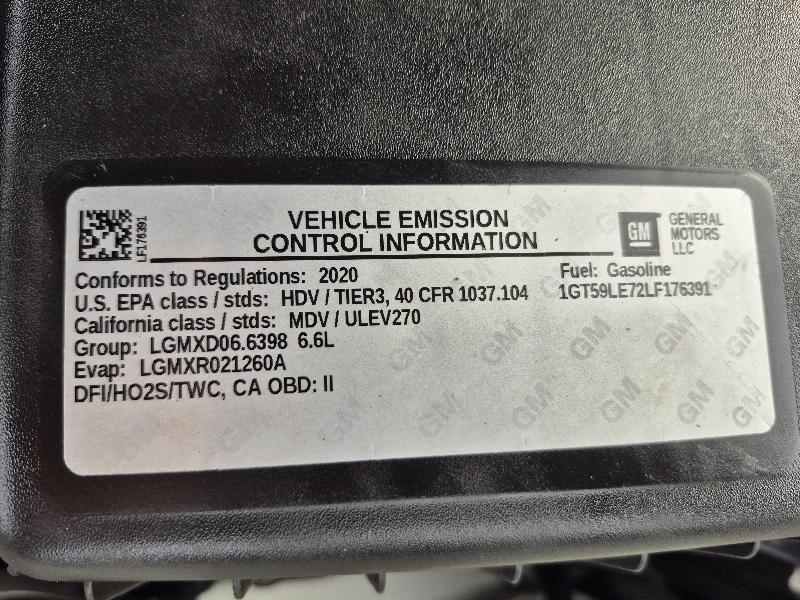 LF176391
VEHICLE EMISSION
CONTROL INFORMATION
GM
GENERAL
MOTORS
LLC
Conforms to Regulations: 2020
Fuel: Gasoline
U.S. EPA class / stds: HDV / TIER3, 40 CFR 1037.104
1GT59LE72LF176391
California class / stds: MDV / ULEV270
Group: LGMXD06.6398 6.6L
Evap: LGMXR021260A
DFI/HO2S/TWC, CA OBD: II